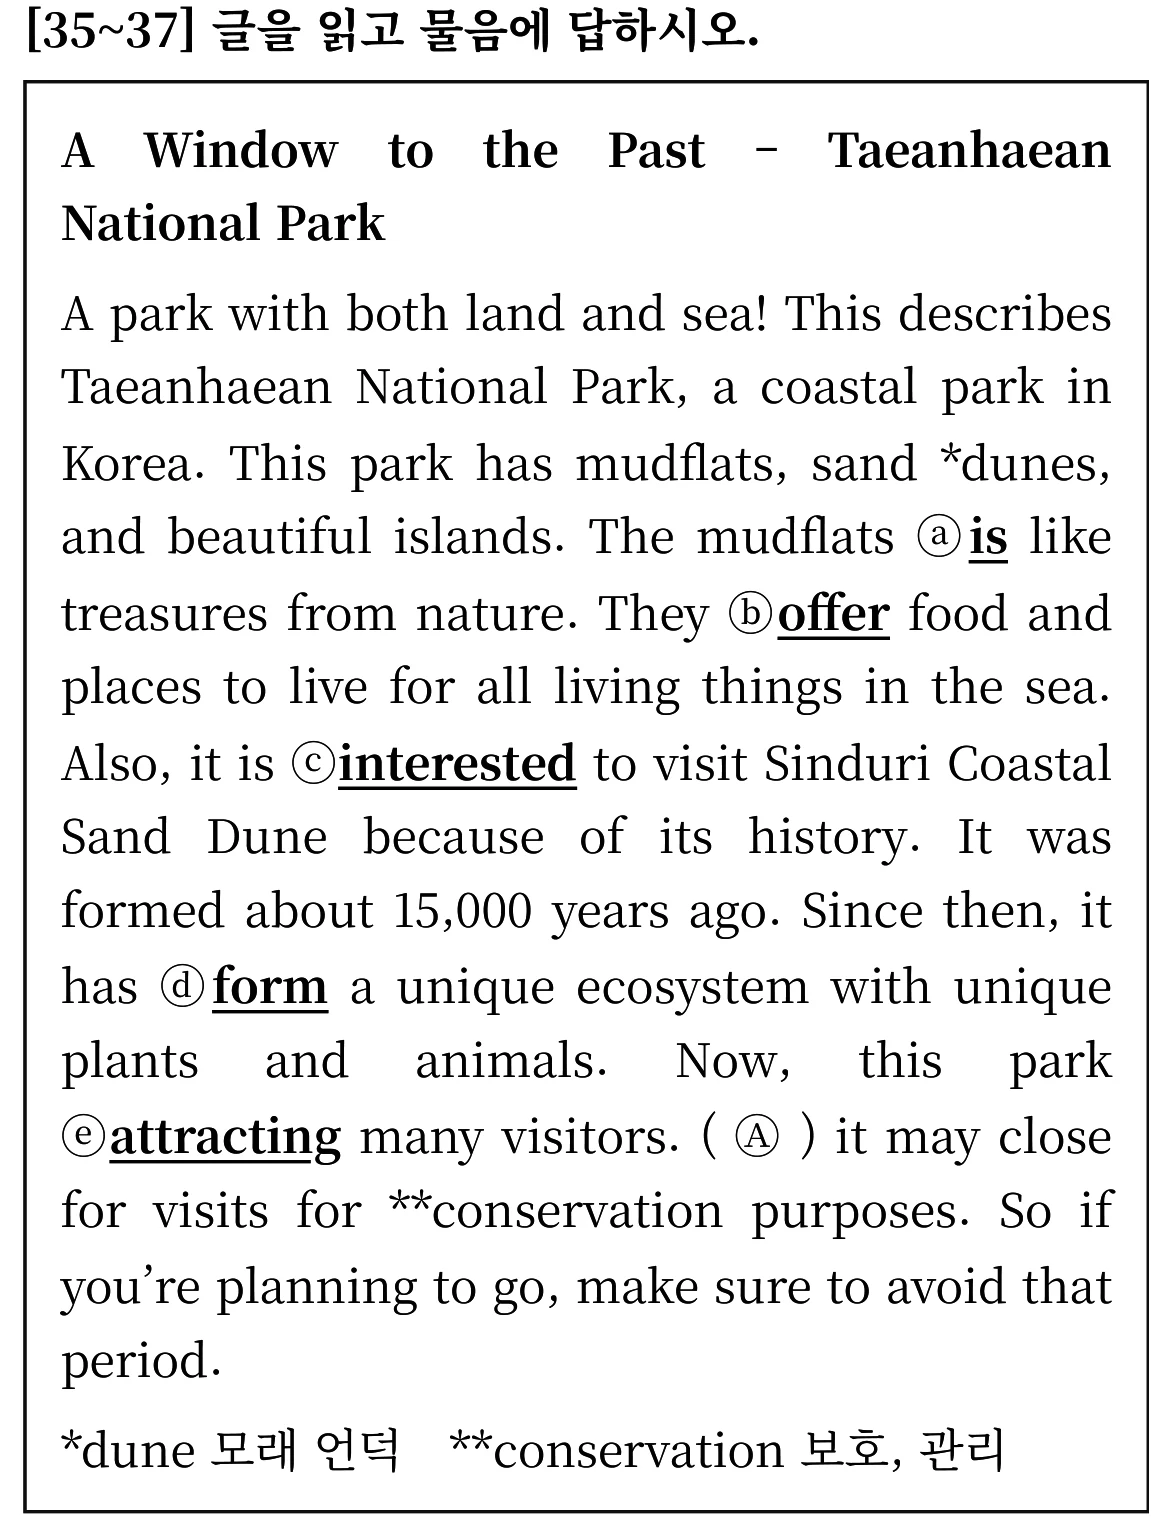 [35~37] 글을 읽고 물음에 답하시오.
A Window to the Past – Taeanhaean
National Park
A park with both land and sea! This describes
Taeanhaean National Park, a coastal park in
Korea. This park has mudflats, sand *dunes,
and beautiful islands. The mudflats ⓐis like
treasures from nature. They ⓑoffer food and
places to live for all living things in the sea.
Also, it is ⓒinterested to visit Sinduri Coastal
Sand Dune because of its history. It was
formed about 15,000 years ago. Since then, it
has ⓓform a unique ecosystem with unique
plants and animals. Now, this park
ⓔattracting many visitors. ( Ⓐ ) it may close
for visits for **conservation purposes. So if
you’re planning to go, make sure to avoid that
period.
*dune 모래 언덕 **conservation 보호, 관리